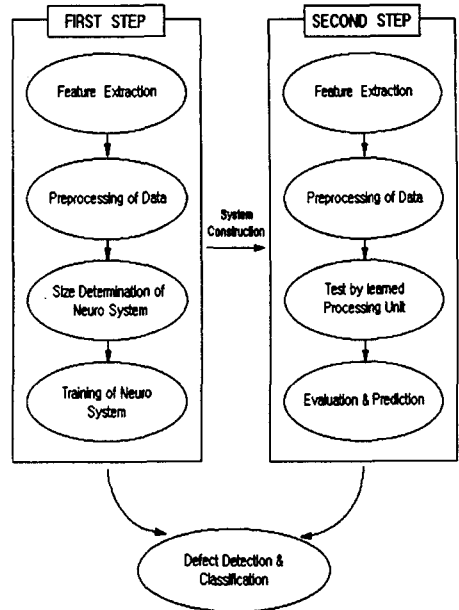 FIRST STEP
Feature Extraction
Preprocessing of Data
Size Determination of
Neuro System
Training of Neuro
System
System
Construction
SECOND STEP
Feature Extraction
Preprocessing of Data
Test by learned
Processing Unit
Evaluation & Prediction
Defect Detection &
Classification